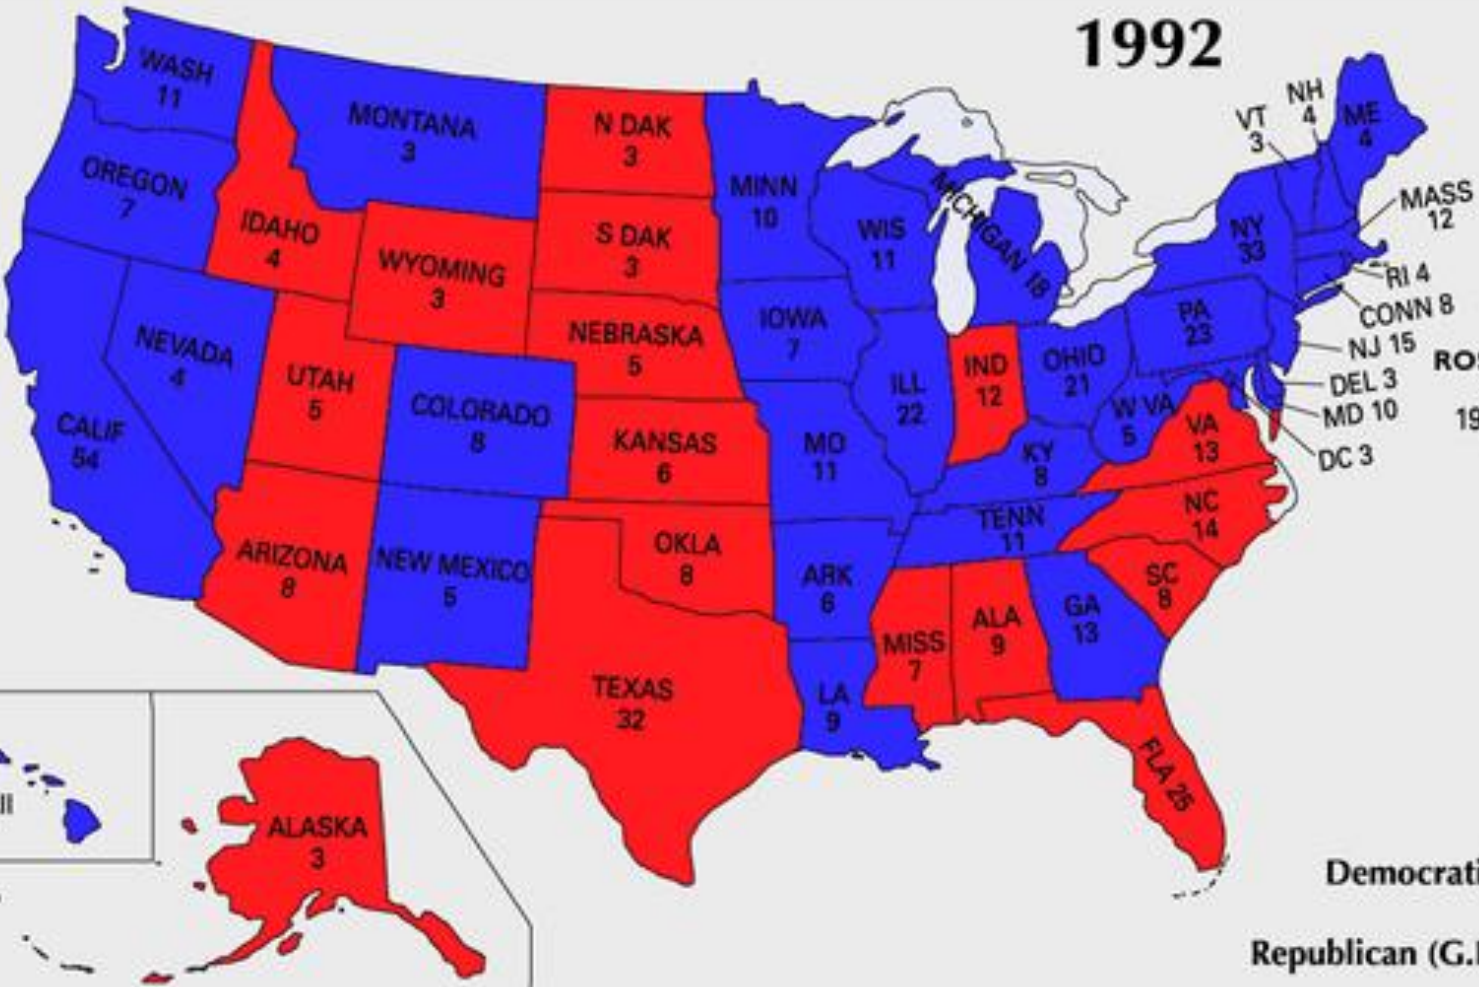 1992
WASH
11
MONTANA
3
N DAK
3
MINN
10
VT
3
NH
4
ME
4
OREGON
7
IDAHO
4
WYOMING
3
S DAK
3
WIS
11
MICHIGAN 18
NY
33
MASS
12
RI 4
CONN 8
NJ 15
DEL 3
MD 10
DC 3
ROS
19
NEVADA
4
UTAH
5
COLORADO
8
NEBRASKA
5
IOWA
7
ILL
22
IND
12
OHIO
21
PA
23
W VA
5
VA
13
CALIF
54
KANSAS
6
MO
11
KY
8
ARIZONA
8
NEW MEXICO
5
OKLA
8
ARK
6
TENN
11
NC
14
SC
8
TEXAS
32
LA
9
MISS
7
ALA
9
GA
13
FLA 25
II
ALASKA
3
Democrati
Republican (G.